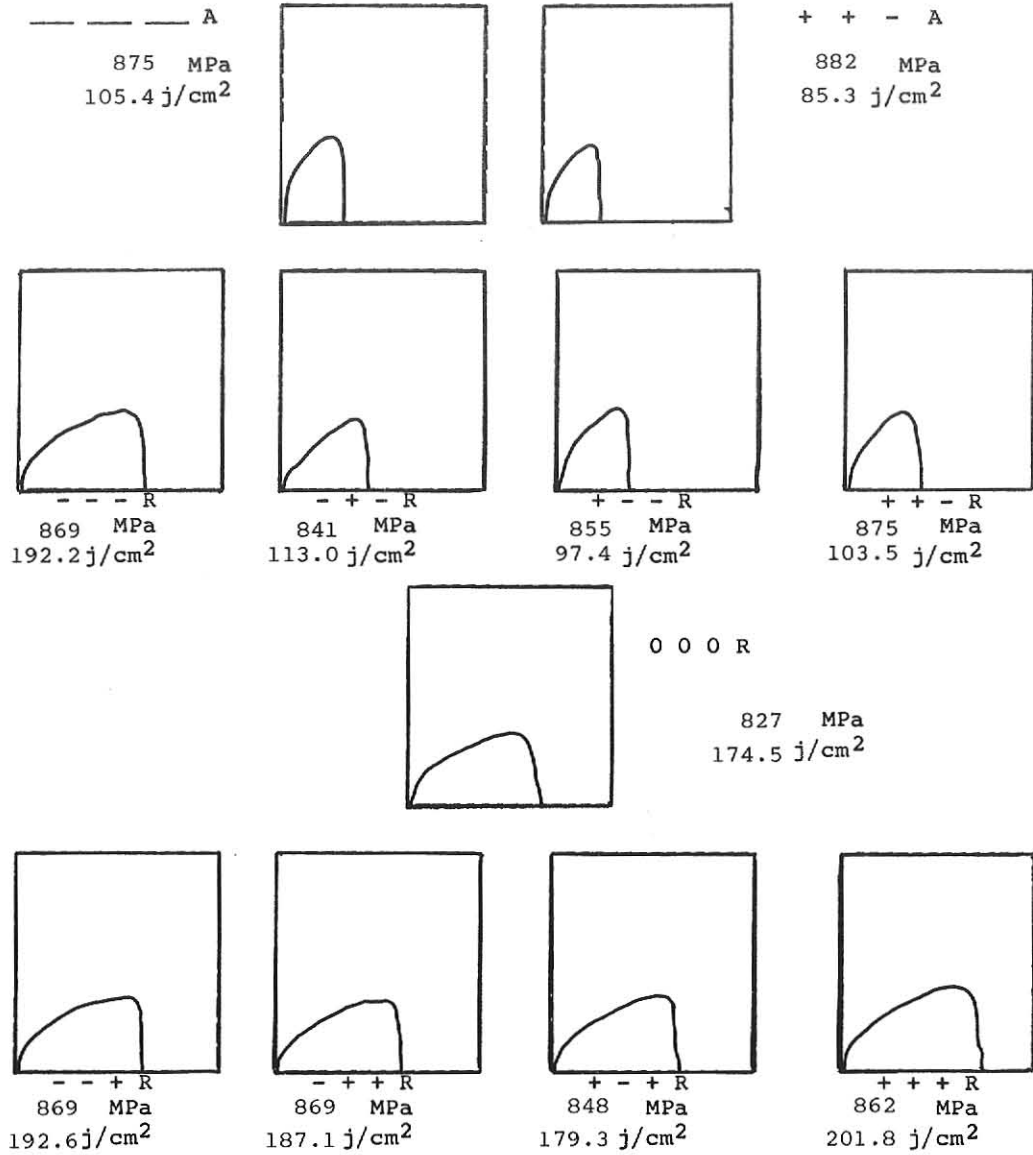 — — — A
875 MPa
105.4 j/cm²
+ + - A
882 MPa
85.3 j/cm²
- - - R
869 MPa
192.2 j/cm²
- + - R
841 MPa
113.0 j/cm²
+ - - R
855 MPa
97.4 j/cm²
+ + - R
875 MPa
103.5 j/cm²
0 0 0 R
827 MPa
174.5 j/cm²
- - + R
869 MPa
192.6 j/cm²
- + + R
869 MPa
187.1 j/cm²
+ - + R
848 MPa
179.3 j/cm²
+ + + R
862 MPa
201.8 j/cm²